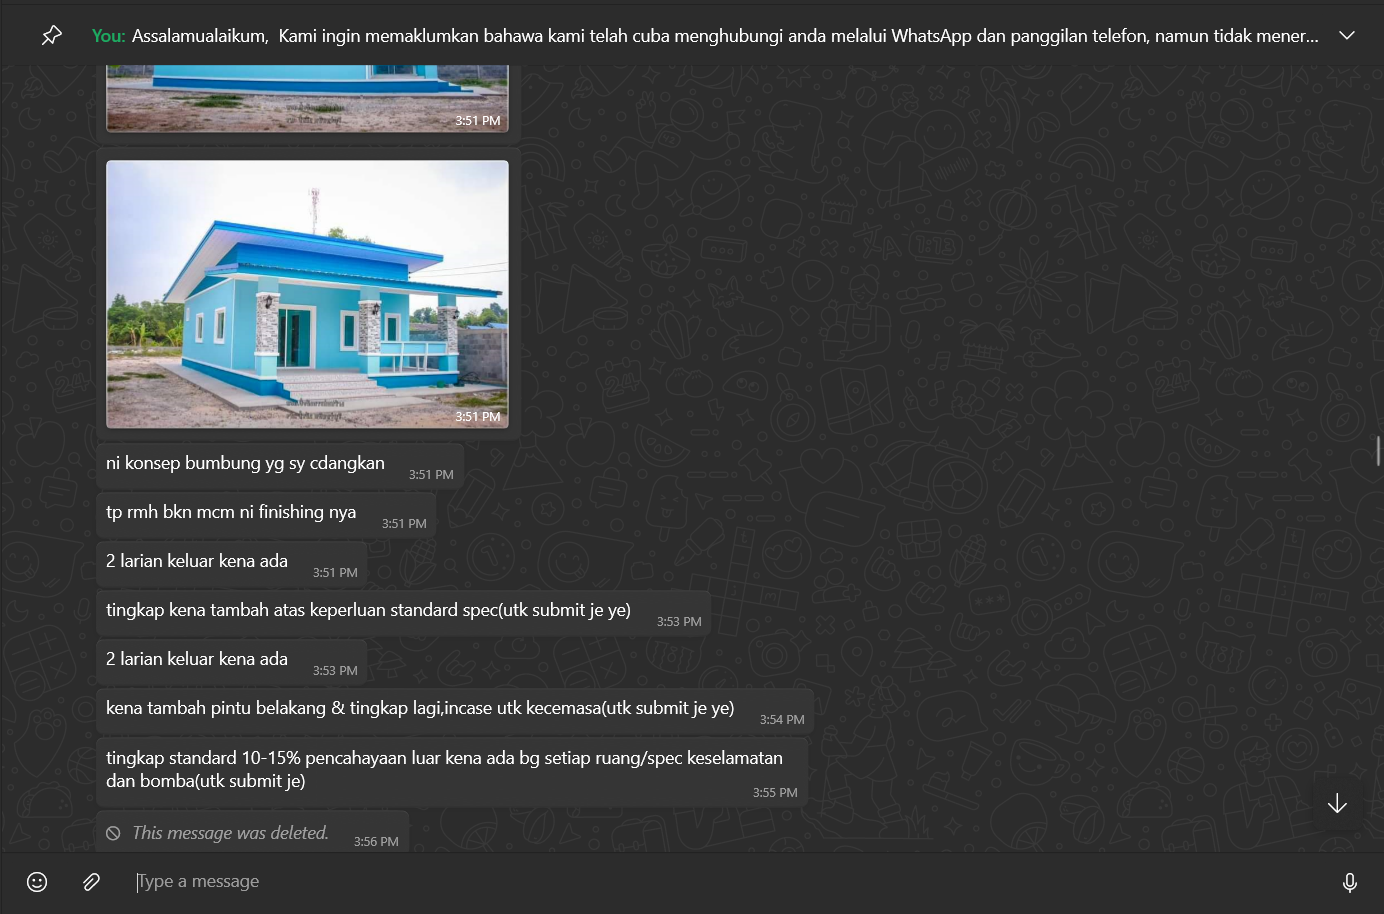 You: Assalamualaikum, Kami ingin memaklumkan bahawa kami telah cuba menghubungi anda melalui WhatsApp dan panggilan telefon, namun tidak mener...
3:51 PM
3:51 PM
ni konsep bumbung yg sy cdangkan
3:51 PM
tp rmh bkn mcm ni finishing nya
3:51 PM
2 larian keluar kena ada
3:51 PM
tingkap kena tambah atas keperluan standard spec(utk submit je ye)
3:53 PM
2 larian keluar kena ada
3:53 PM
kena tambah pintu belakang & tingkap lagi,incase utk kecemasa(utk submit je ye)
3:54 PM
tingkap standard 10-15% pencahayaan luar kena ada bg setiap ruang/spec keselamatan
dan bomba(utk submit je)
3:55 PM
This message was deleted.
3:56 PM
Type a message